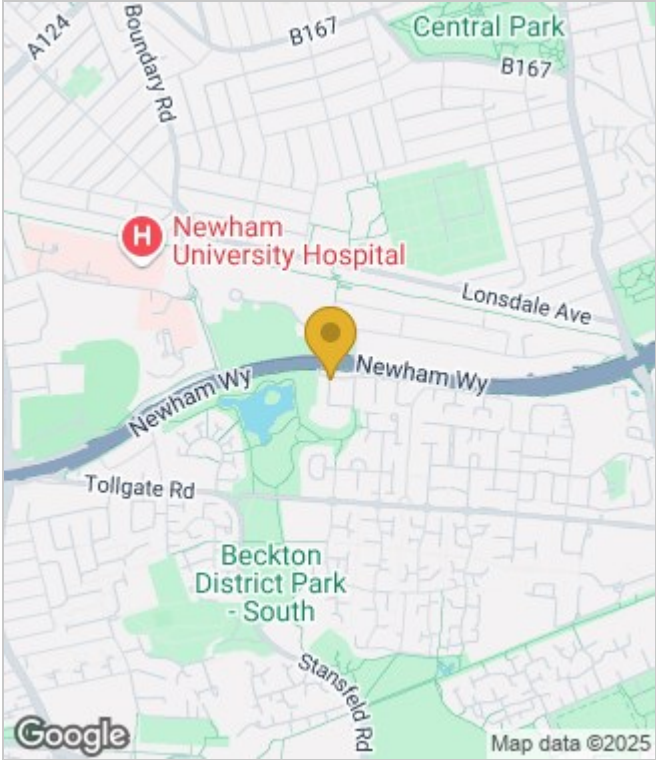 A124
Boundary Rd
B167
Central Park
B167
H
Newham
University Hospital
Lonsdale Ave
Newham Wy
Newham Wy
Tollgate Rd
Beckton
District Park
- South
Stansfeld Rd
Google
Map data ©2025